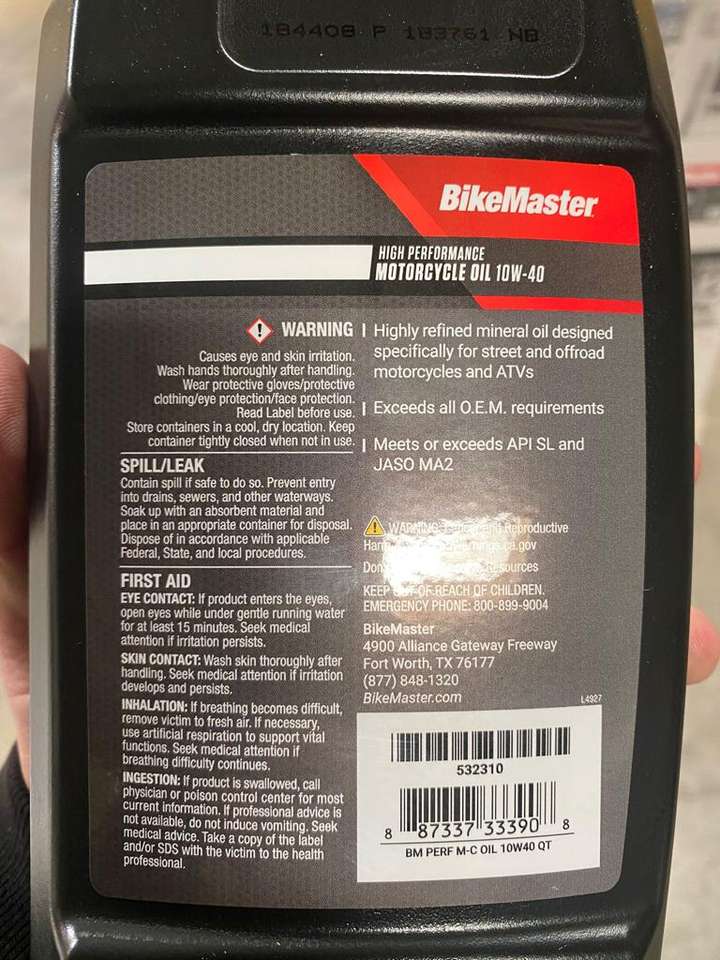 184408 P 183761 NB
BikeMaster
HIGH PERFORMANCE
MOTORCYCLE OIL 10W-40
WARNING
Causes eye and skin irritation.
Wash hands thoroughly after handling.
Wear protective gloves/protective
clothing/eye protection/face protection.
Read Label before use.
Store containers in a cool, dry location. Keep
container tightly closed when not in use.
SPILL/LEAK
Contain spill if safe to do so. Prevent entry
into drains, sewers, and other waterways.
Soak up with an absorbent material and
place in an appropriate container for disposal.
Dispose of in accordance with applicable
Federal, State, and local procedures.
FIRST AID
EYE CONTACT: If product enters the eyes,
open eyes while under gentle running water
for at least 15 minutes. Seek medical
attention if irritation persists.
SKIN CONTACT: Wash skin thoroughly after
handling. Seek medical attention if irritation
develops and persists.
INHALATION: If breathing becomes difficult,
remove victim to fresh air. If necessary,
use artificial respiration to support vital
functions. Seek medical attention if
breathing difficulty continues.
INGESTION: If product is swallowed, call
physician or poison control center for most
current information. If professional advice is
not available, do not induce vomiting. Seek
medical advice. Take a copy of the label
and/or SDS with the victim to the health
professional.
Highly refined mineral oil designed
specifically for street and offroad
motorcycles and ATVs
Exceeds all O.E.M. requirements
Meets or exceeds API SL and
JASO MA2
WARNING: and Reproductive
Resources
KEEP OUT OF REACH OF CHILDREN.
EMERGENCY PHONE: 800-899-9004
BikeMaster
4900 Alliance Gateway Freeway
Fort Worth, TX 76177
(877) 848-1320
BikeMaster.com
L4927
532310
8 87337 33390 8
BM PERF M-C OIL 10W40 QT